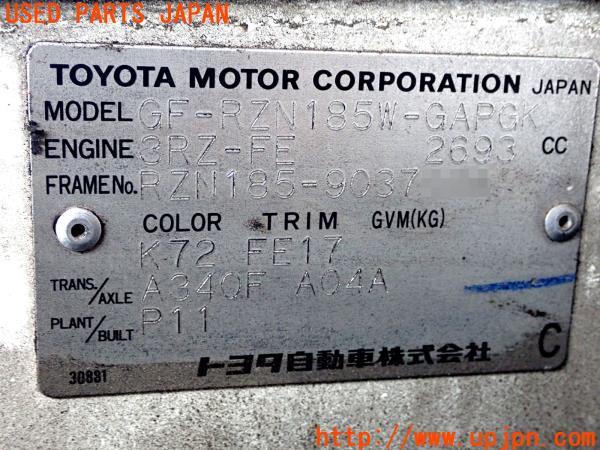 USED PARTS JAPAN
TOYOTA MOTOR CORPORATION JAPAN
MODEL GF-RZN185W-GAPGK
ENGINE 3RZ-FE 2693 CC
FRAME No. RZN185-9037
COLOR TRIM GVM(KG)
K72 FE17
TRANS./AXLE A340F A04A
PLANT/BUILT P11
トヨタ自動車株式会社 C
30881
http://www.upjpn.com